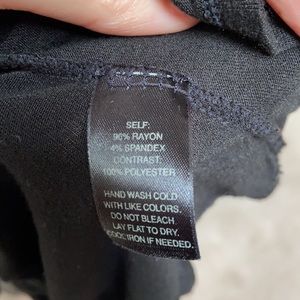 SELF:
96% RAYON
4% SPANDEX
CONTRAST:
100% POLYESTER
HAND WASH COLD
WITH LIKE COLORS.
DO NOT BLEACH.
LAY FLAT TO DRY.
COOL IRON IF NEEDED.